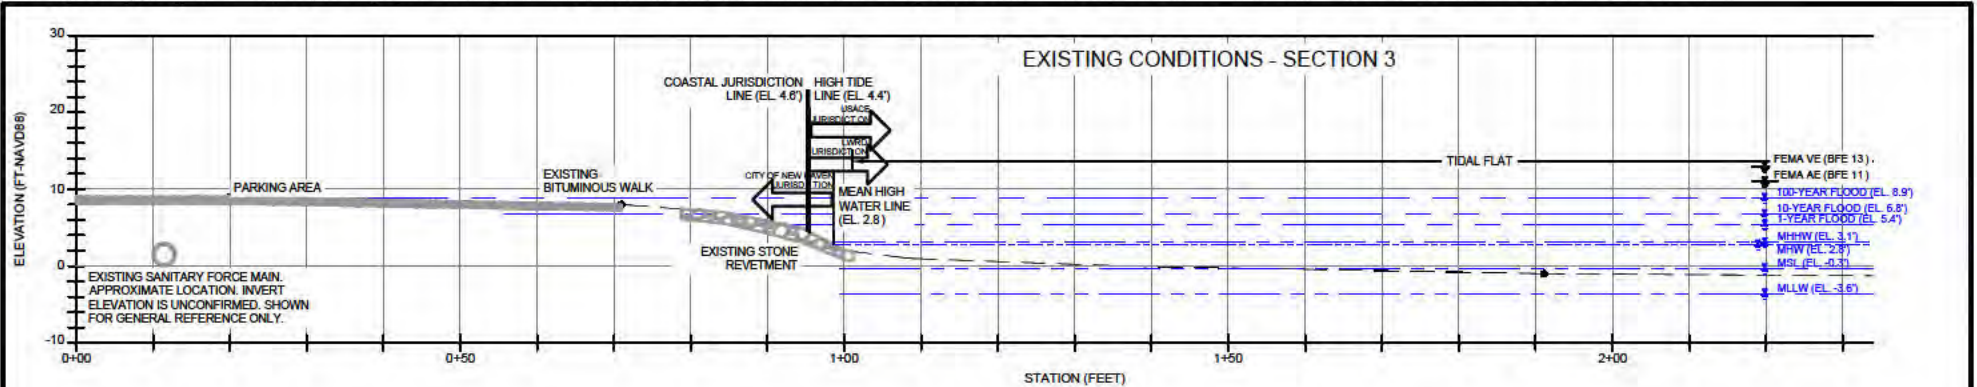 30
EXISTING CONDITIONS - SECTION 3
COASTAL JURISDICTION
LINE (EL. 4.6')
HIGH TIDE
LINE (EL. 4.4')
20
USACE
JURISDICTION
LWRD
JURISDICTION
ELEVATION (FT-NAVD88)
TIDAL FLAT
FEMA VE (BFE 13)
FEMA AE (BFE 11)
EXISTING
BITUMINOUS WALK
PARKING AREA
CITY OF NEW HAVEN
JURISDICTION
10
MEAN HIGH
WATER LINE
(EL. 2.8')
100-YEAR FLOOD (EL. 8.9')
10-YEAR FLOOD (EL. 6.8')
1-YEAR FLOOD (EL. 5.4')
MHHW (EL. 3.1')
MHW (EL. 2.8')
MSL (EL. -0.3')
MLLW (EL. -3.6')
EXISTING STONE
REVETMENT
0
EXISTING SANITARY FORCE MAIN.
APPROXIMATE LOCATION. INVERT
ELEVATION IS UNCONFIRMED. SHOWN
FOR GENERAL REFERENCE ONLY.
-10
0+00
0+50
1+00
1+50
2+00
STATION (FEET)